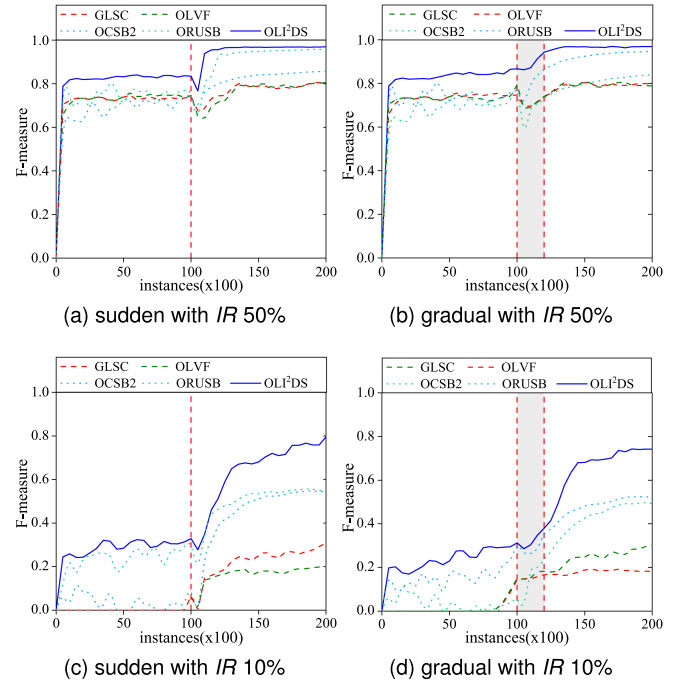 GLSC OLVF
OCSB2 ORUSB OLI²DS
1.0
0.8
0.6
0.4
0.2
0.0
F-measure
0 50 100 150 200
instances(x100)
(a) sudden with IR 50%
GLSC OLVF
OCSB2 ORUSB OLI²DS
1.0
0.8
0.6
0.4
0.2
0.0
F-measure
0 50 100 150 200
instances(x100)
(b) gradual with IR 50%
GLSC OLVF
OCSB2 ORUSB OLI²DS
1.0
0.8
0.6
0.4
0.2
0.0
F-measure
0 50 100 150 200
instances(x100)
(c) sudden with IR 10%
GLSC OLVF
OCSB2 ORUSB OLI²DS
1.0
0.8
0.6
0.4
0.2
0.0
F-measure
0 50 100 150 200
instances(x100)
(d) gradual with IR 10%